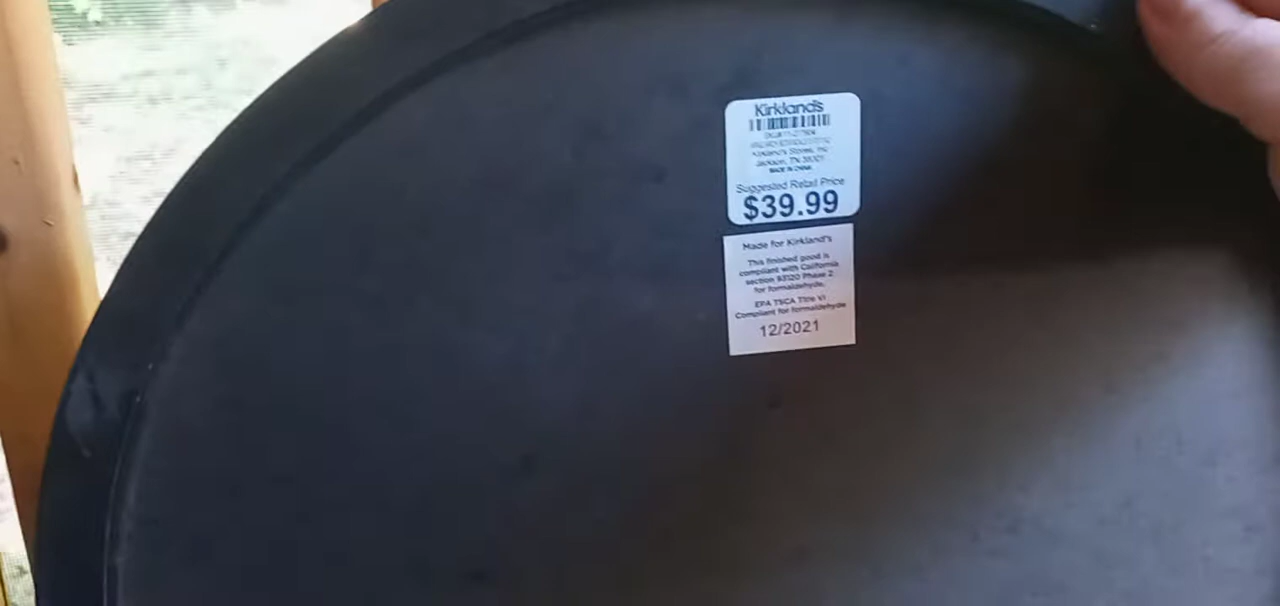 Kirkland's
Kirkland's Stores, Inc
Jackson, TN 38301
MADE IN CHINA
Suggested Retail Price
$39.99
Made for Kirkland's
This finished good is
compliant with California
section 93120 Phase 2
for formaldehyde.
EPA TSCA Title VI
Compliant for formaldehyde
12/2021